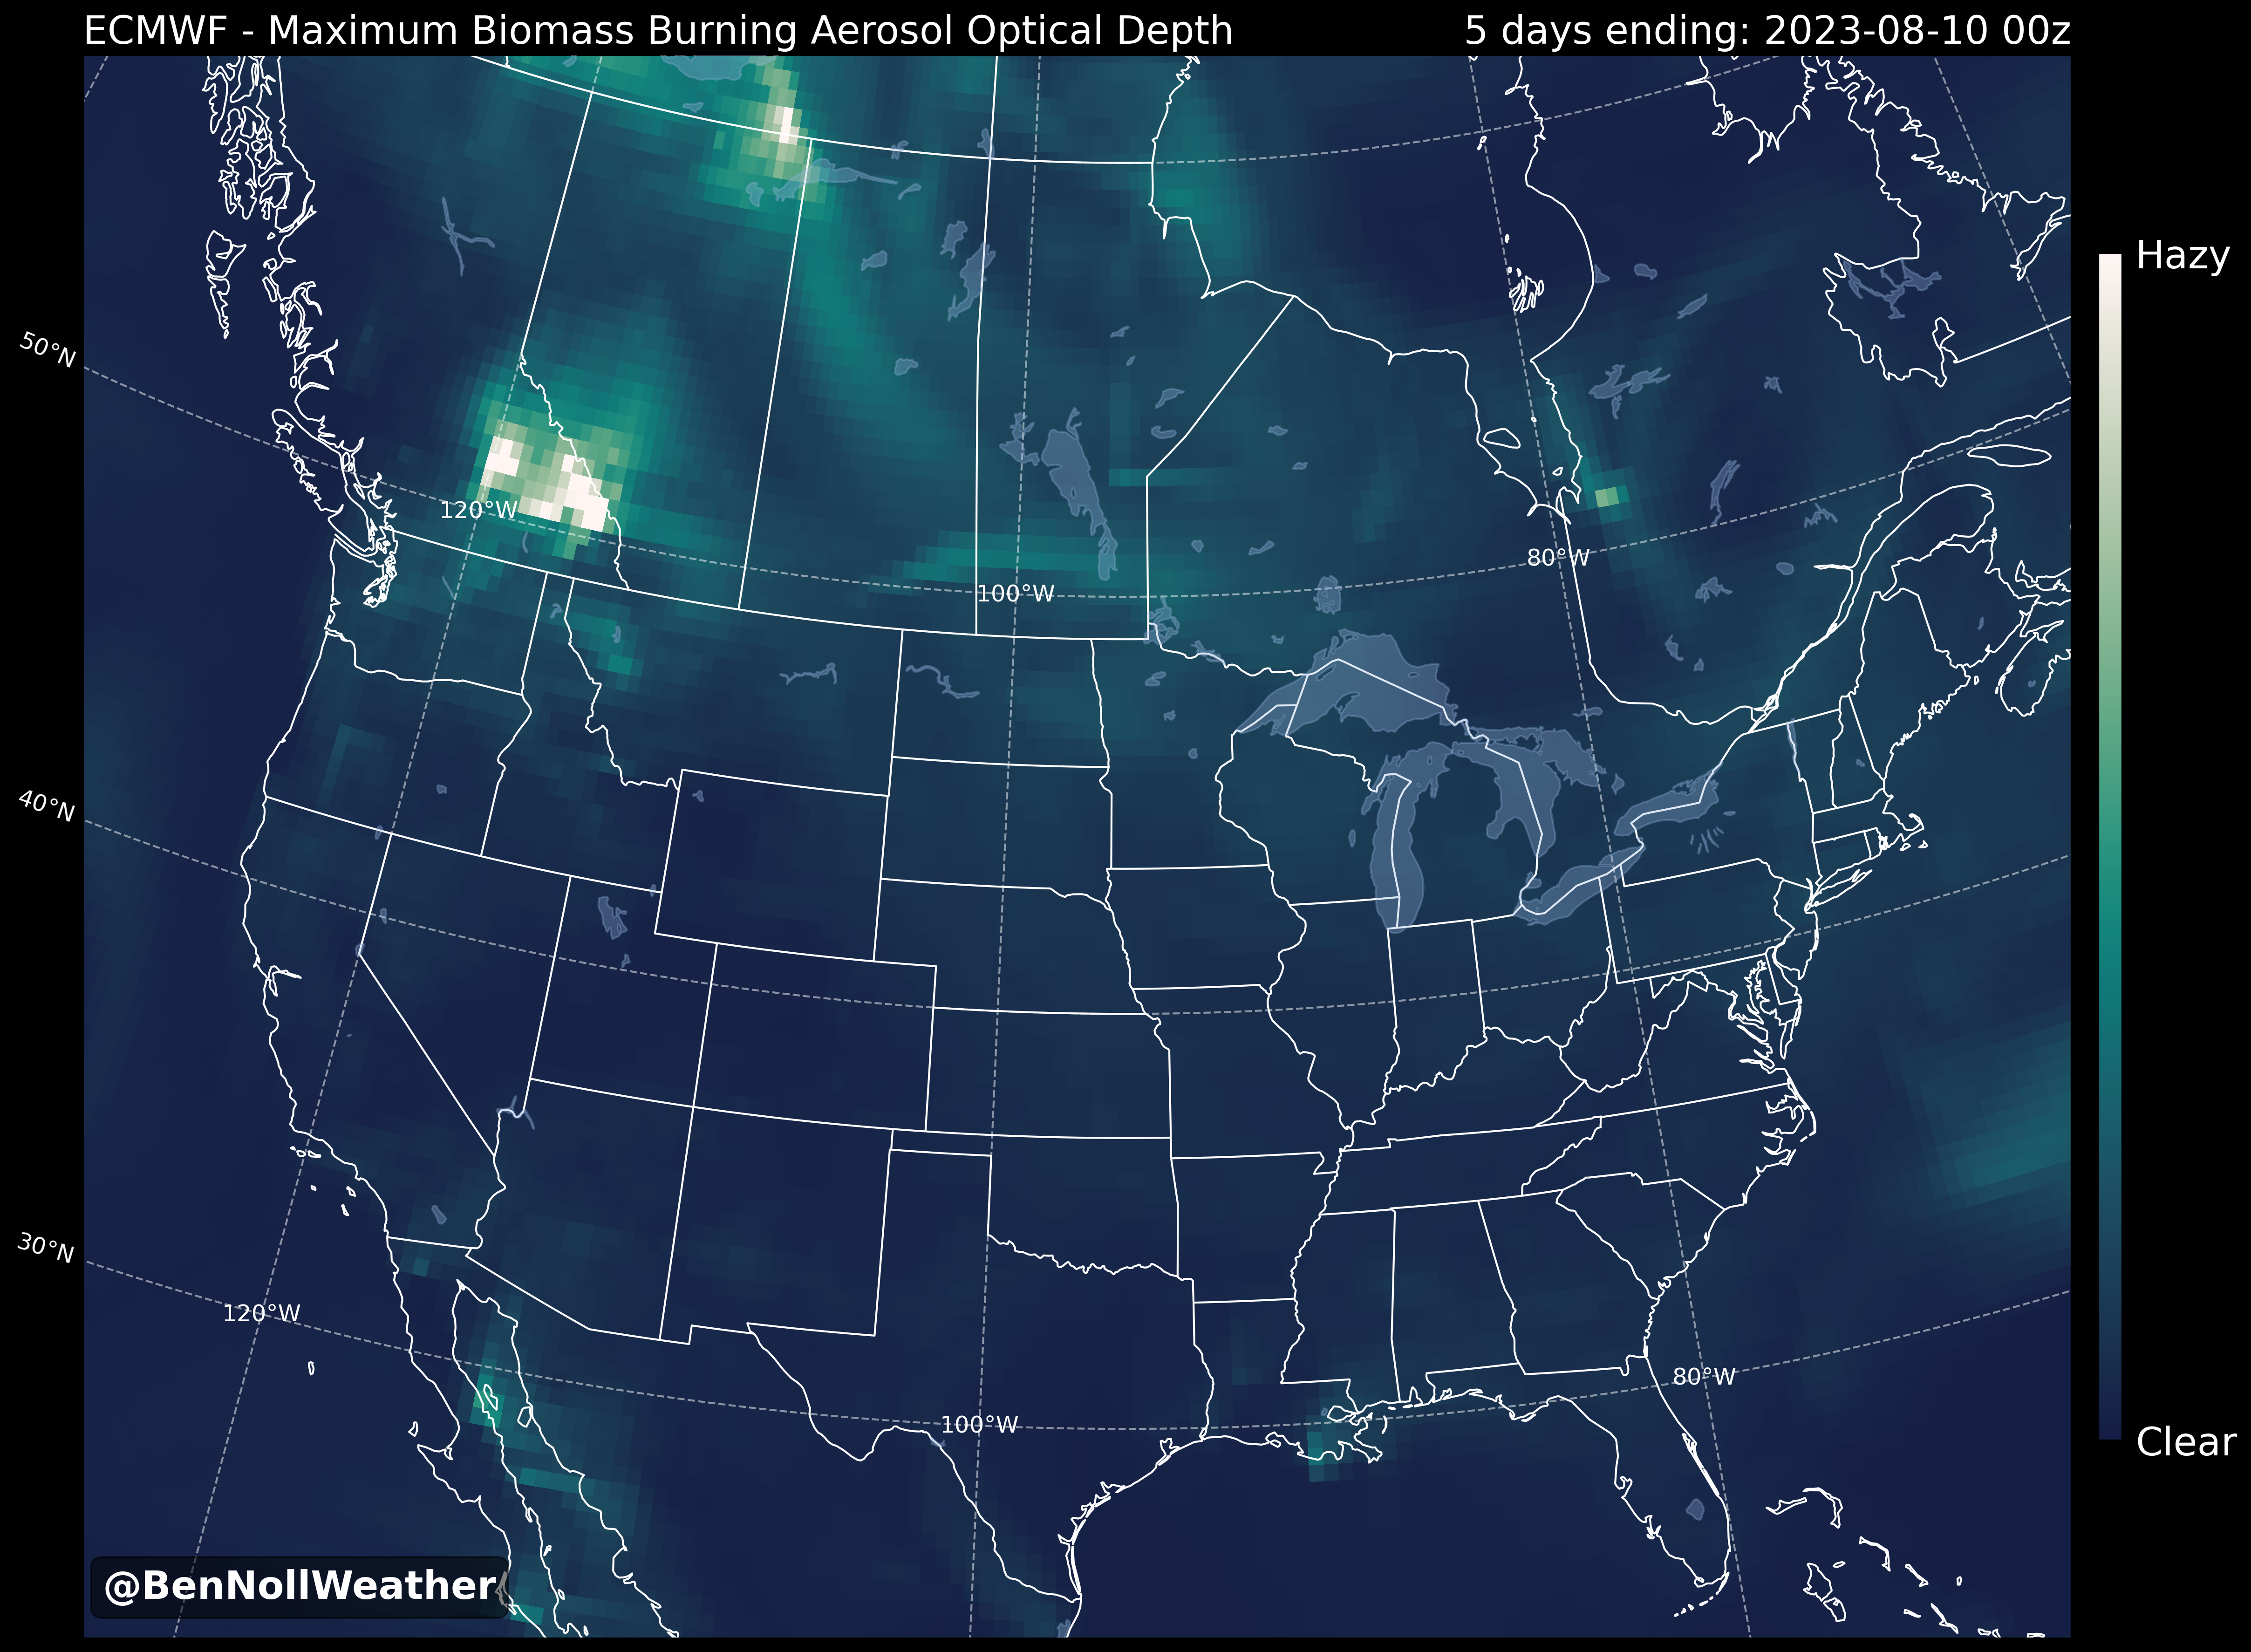 ECMWF - Maximum Biomass Burning Aerosol Optical Depth
5 days ending: 2023-08-10 00z
Hazy
50°N
120°W
80°W
100°W
40°N
30°N
120°W
80°W
100°W
Clear
@BenNollWeather